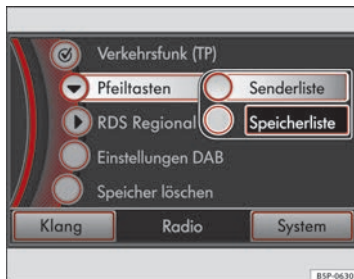 Verkehrsfunk (TP)
Pfeiltasten
Senderliste
RDS Regional
Speicherliste
Einstellungen DAB
Speicher löschen
Klang
Radio
System
B5P-0630